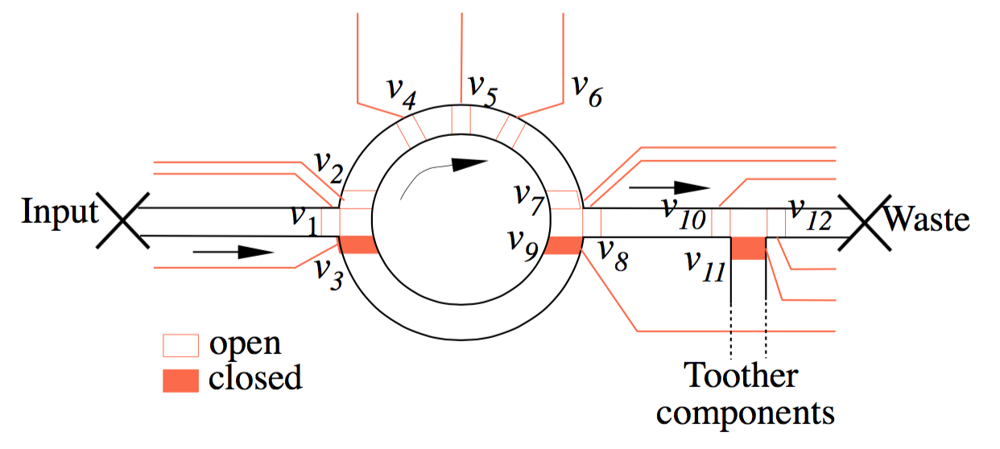 v4 v5 v6
v2
v7
Input v1 v10 v12 Waste
v9 v8
v3 v11
open
closed
Toother
components